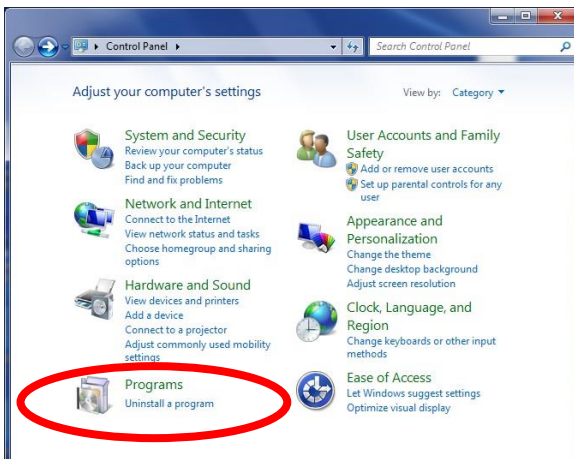 Control Panel
Search Control Panel
Adjust your computer's settings
View by: Category
System and Security
Review your computer's status
Back up your computer
Find and fix problems
Network and Internet
Connect to the Internet
View network status and tasks
Choose homegroup and sharing
options
Hardware and Sound
View devices and printers
Add a device
Connect to a projector
Adjust commonly used mobility
settings
Programs
Uninstall a program
User Accounts and Family
Safety
Add or remove user accounts
Set up parental controls for any
user
Appearance and
Personalization
Change the theme
Change desktop background
Adjust screen resolution
Clock, Language, and
Region
Change keyboards or other input
methods
Ease of Access
Let Windows suggest settings
Optimize visual display